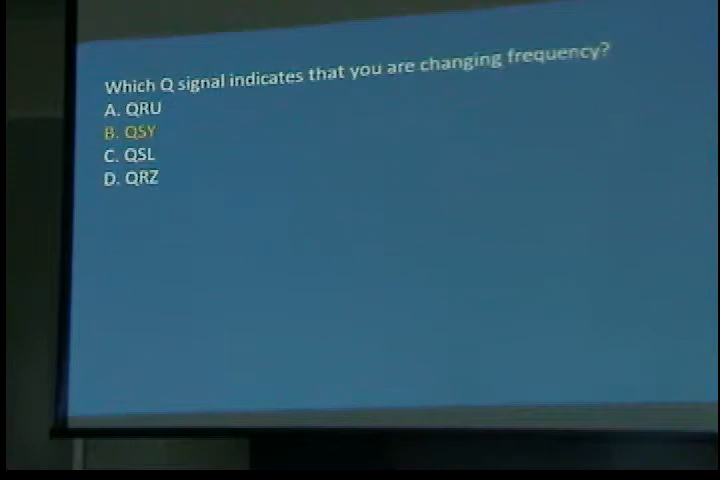 Which Q signal indicates that you are changing frequency?
A. QRU
B. QSY
C. QSL
D. QRZ